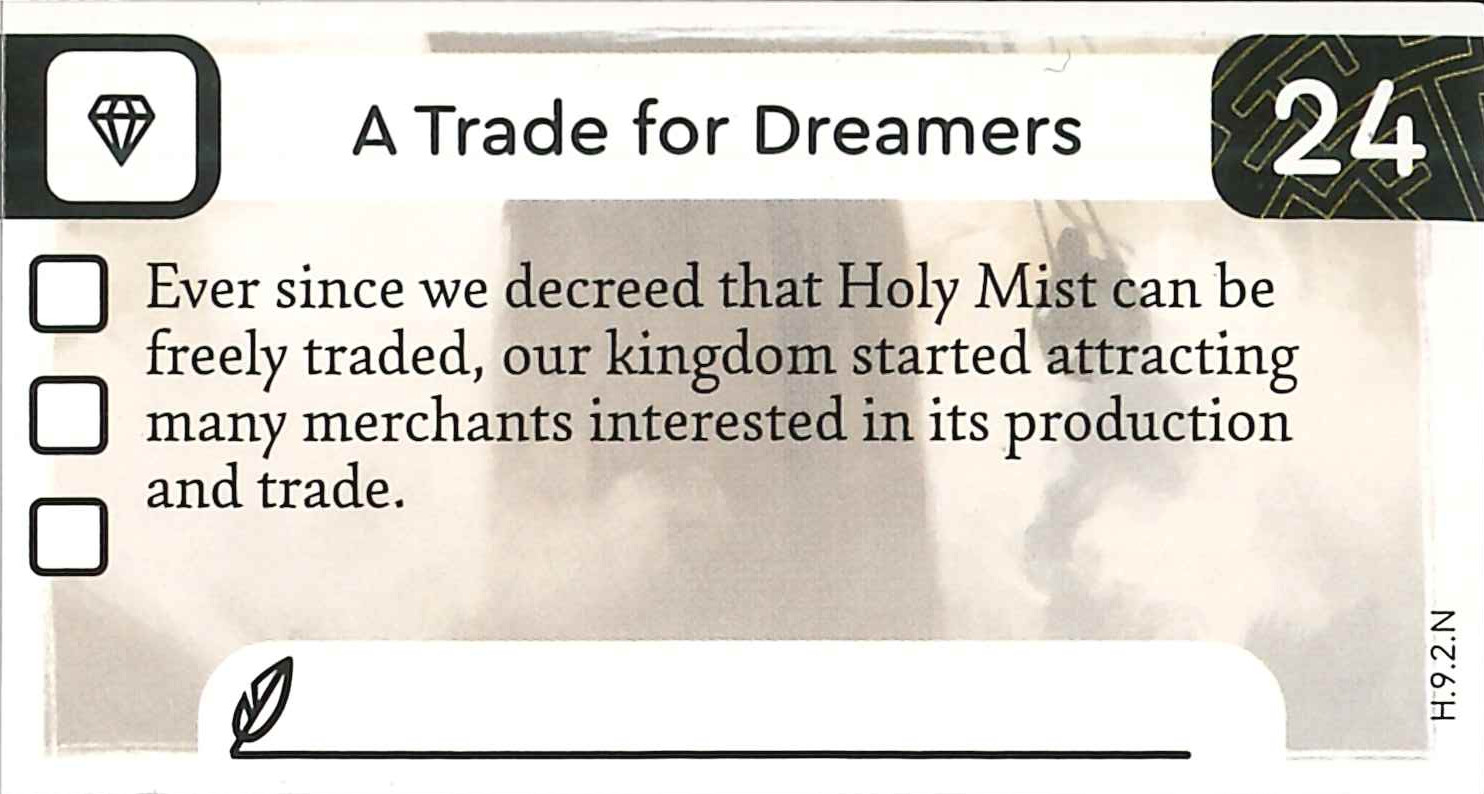 A Trade for Dreamers
24
Ever since we decreed that Holy Mist can be
freely traded, our kingdom started attracting
many merchants interested in its production
and trade.
H.9.2.N